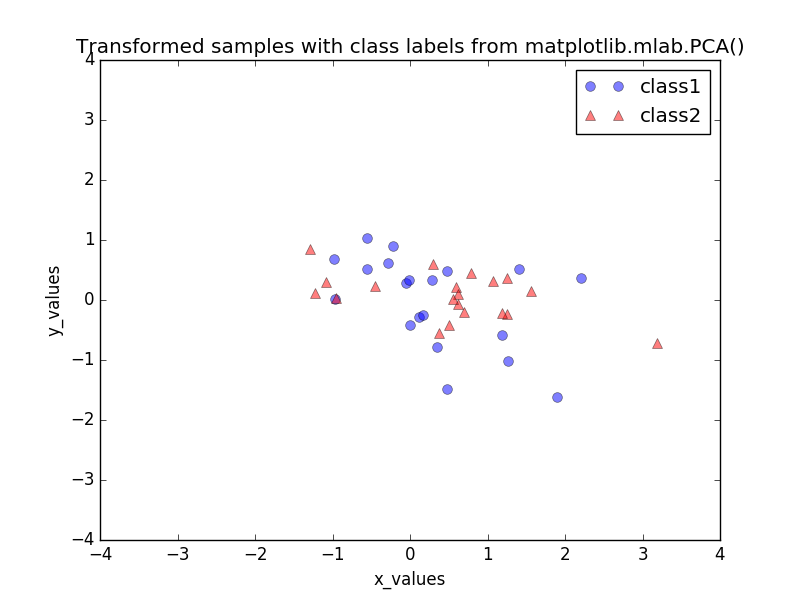 Transformed samples with class labels from matplotlib.mlab.PCA()
class1
class2
4
3
2
1
0
−1
−2
−3
−4
y_values
−4 −3 −2 −1 0 1 2 3 4
x_values